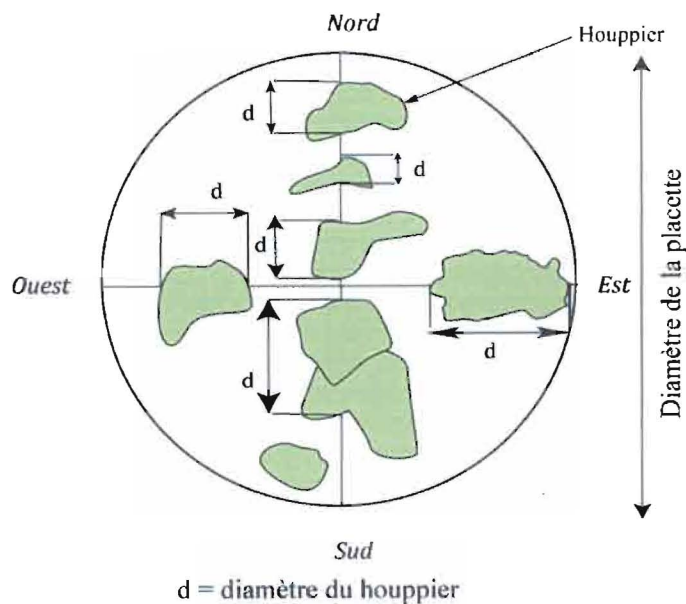 Nord
Houppier
d
d
d
d
Ouest
Est
d
d
Diamètre de la placette
Sud
d = diamètre du houppier